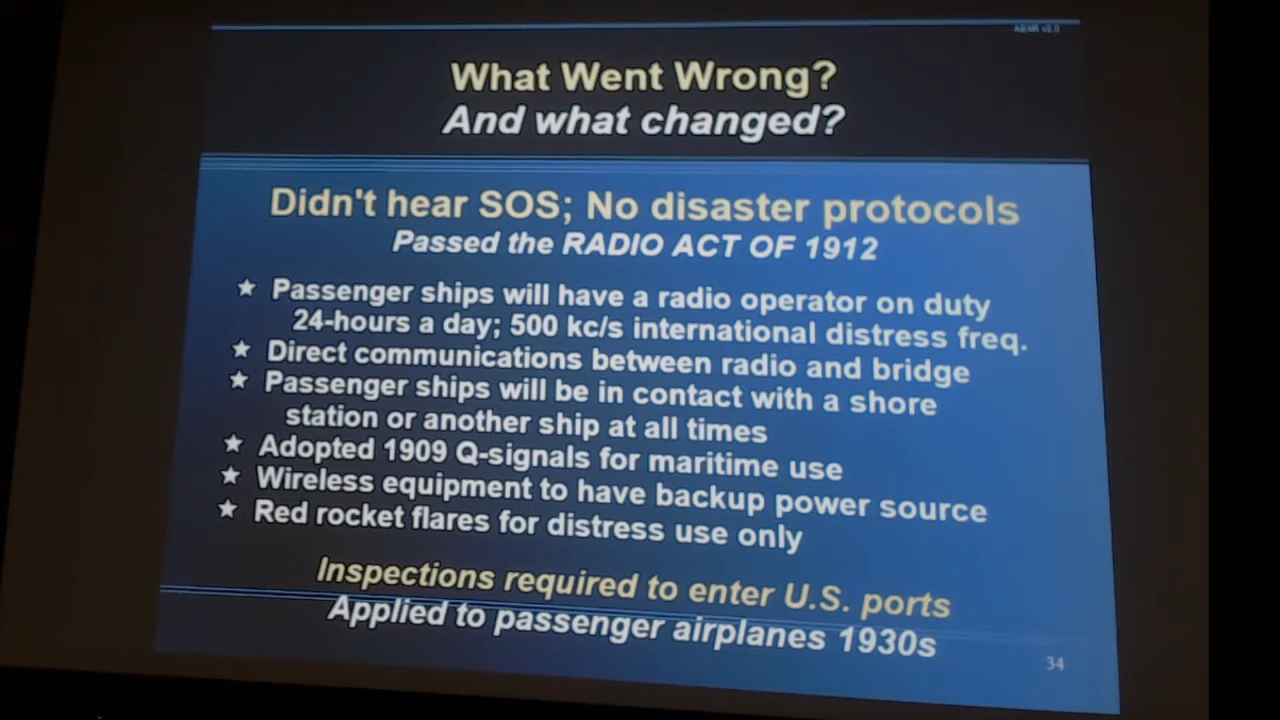 What Went Wrong?
And what changed?
Didn't hear SOS; No disaster protocols
Passed the RADIO ACT OF 1912
★ Passenger ships will have a radio operator on duty
24-hours a day; 500 kc/s international distress freq.
★ Direct communications between radio and bridge
★ Passenger ships will be in contact with a shore
station or another ship at all times
★ Adopted 1909 Q-signals for maritime use
★ Wireless equipment to have backup power source
★ Red rocket flares for distress use only
Inspections required to enter U.S. ports
Applied to passenger airplanes 1930s
34